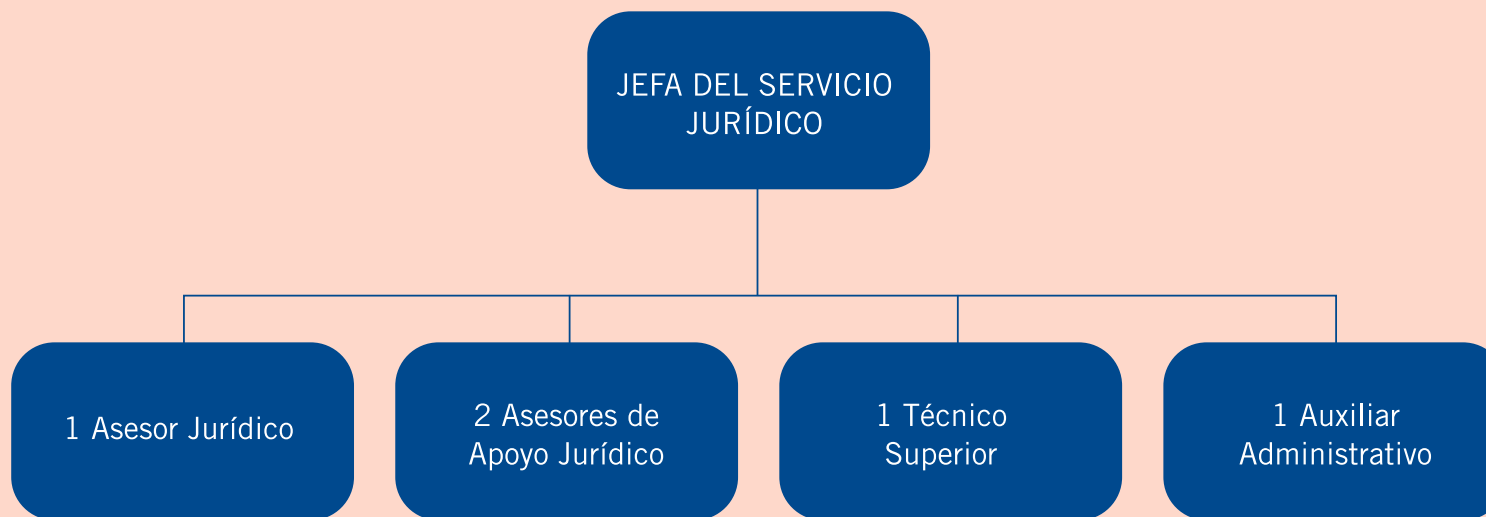 JEFA DEL SERVICIO
JURÍDICO
1 Asesor Jurídico
2 Asesores de
Apoyo Jurídico
1 Técnico
Superior
1 Auxiliar
Administrativo